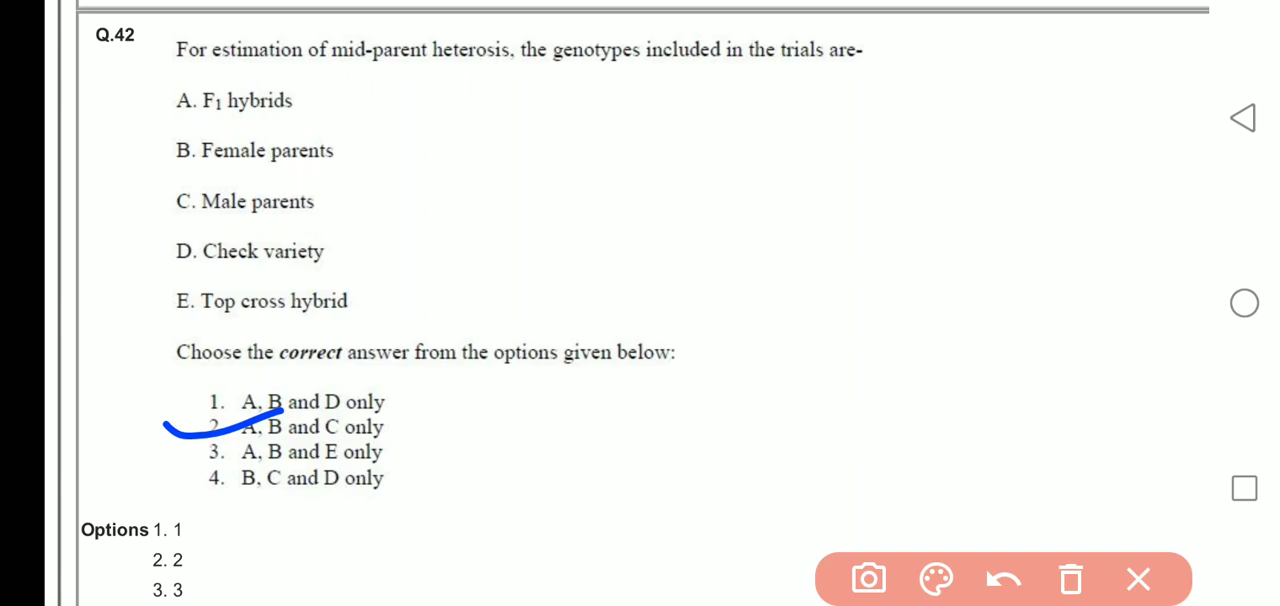 Q.42
For estimation of mid-parent heterosis, the genotypes included in the trials are-
A. F1 hybrids
B. Female parents
C. Male parents
D. Check variety
E. Top cross hybrid
Choose the correct answer from the options given below:
1. A, B and D only
2. A, B and C only
3. A, B and E only
4. B, C and D only
Options 1. 1
2. 2
3. 3